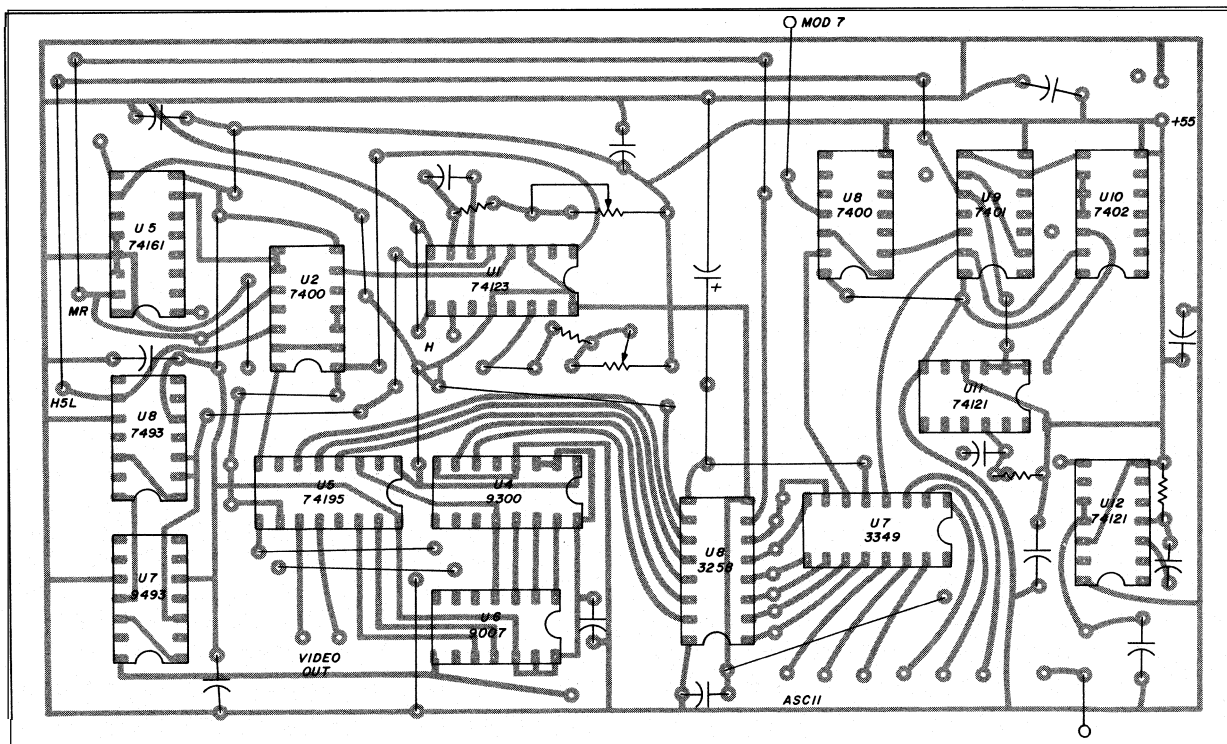 MOD 7
+55
U5
74161
U2
7400
U1
74123
U8
7400
U9
7401
U10
7402
MR
H
H5L
U8
7493
U11
74121
U5
74195
U4
9300
U8
3258
U7
3349
U12
74121
U7
9493
U6
9007
VIDEO
OUT
ASCII